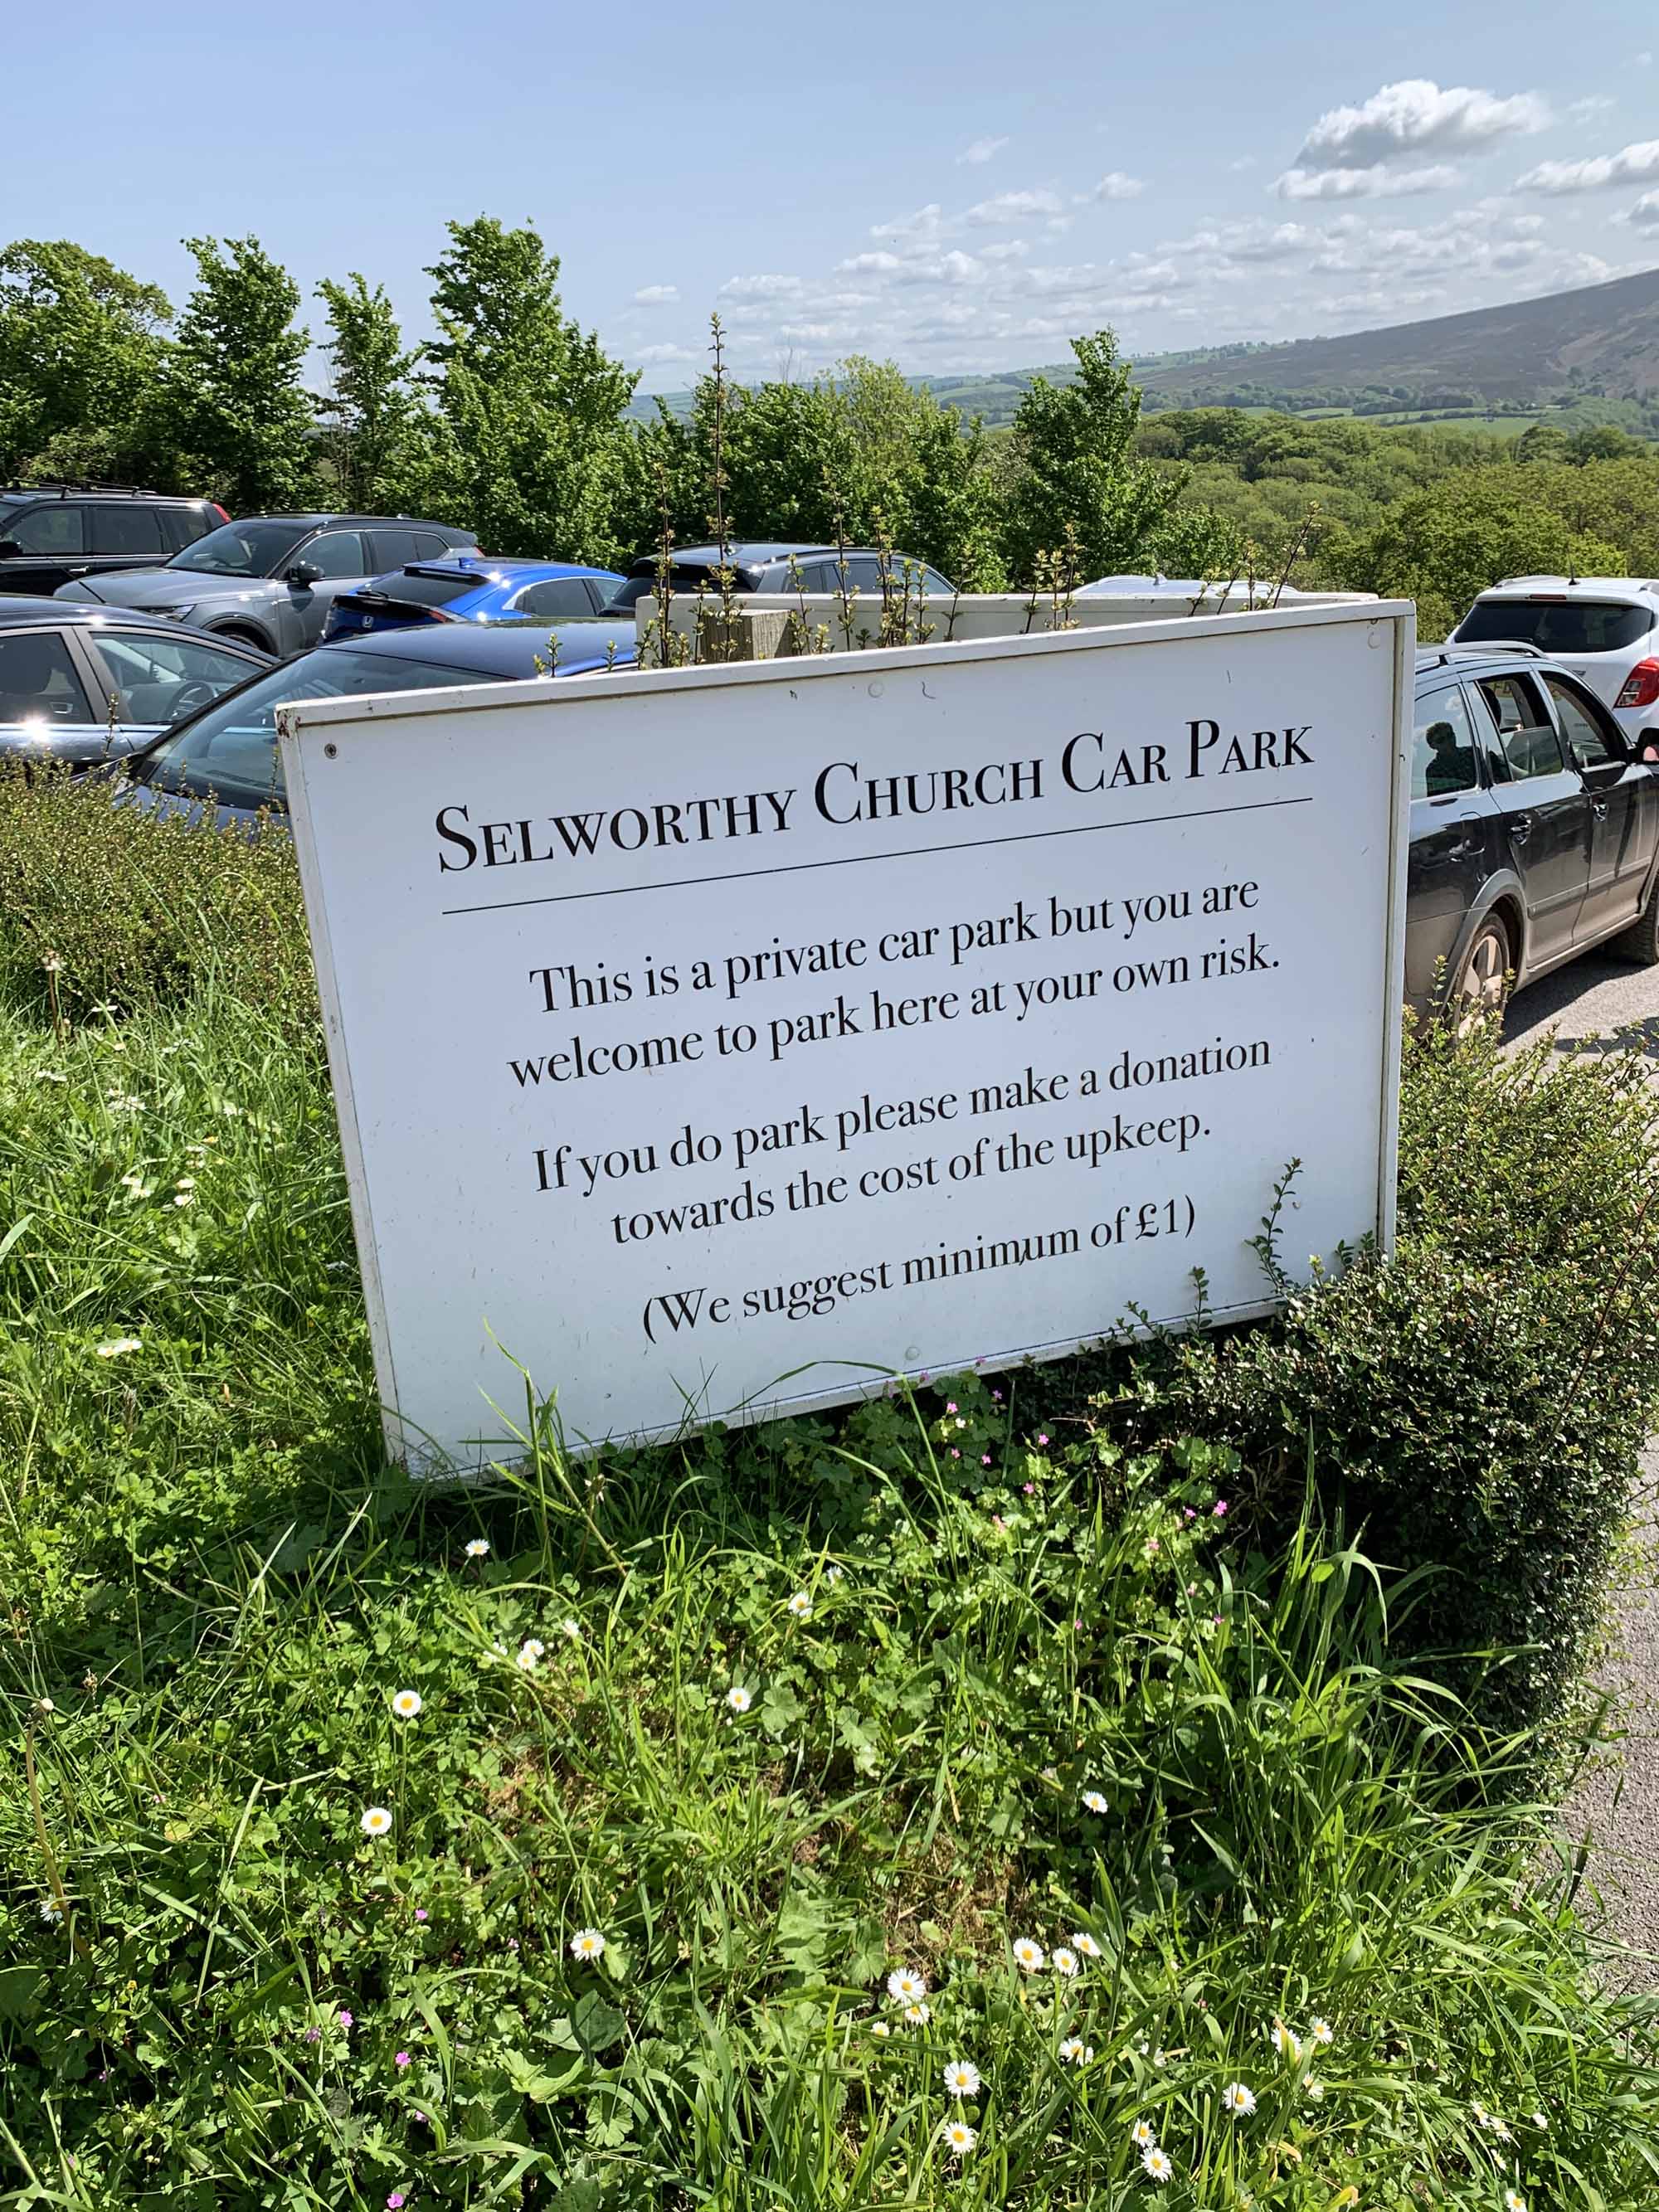 SELWORTHY CHURCH CAR PARK
This is a private car park but you are
welcome to park here at your own risk.
If you do park please make a donation
towards the cost of the upkeep.
(We suggest minimum of £1)